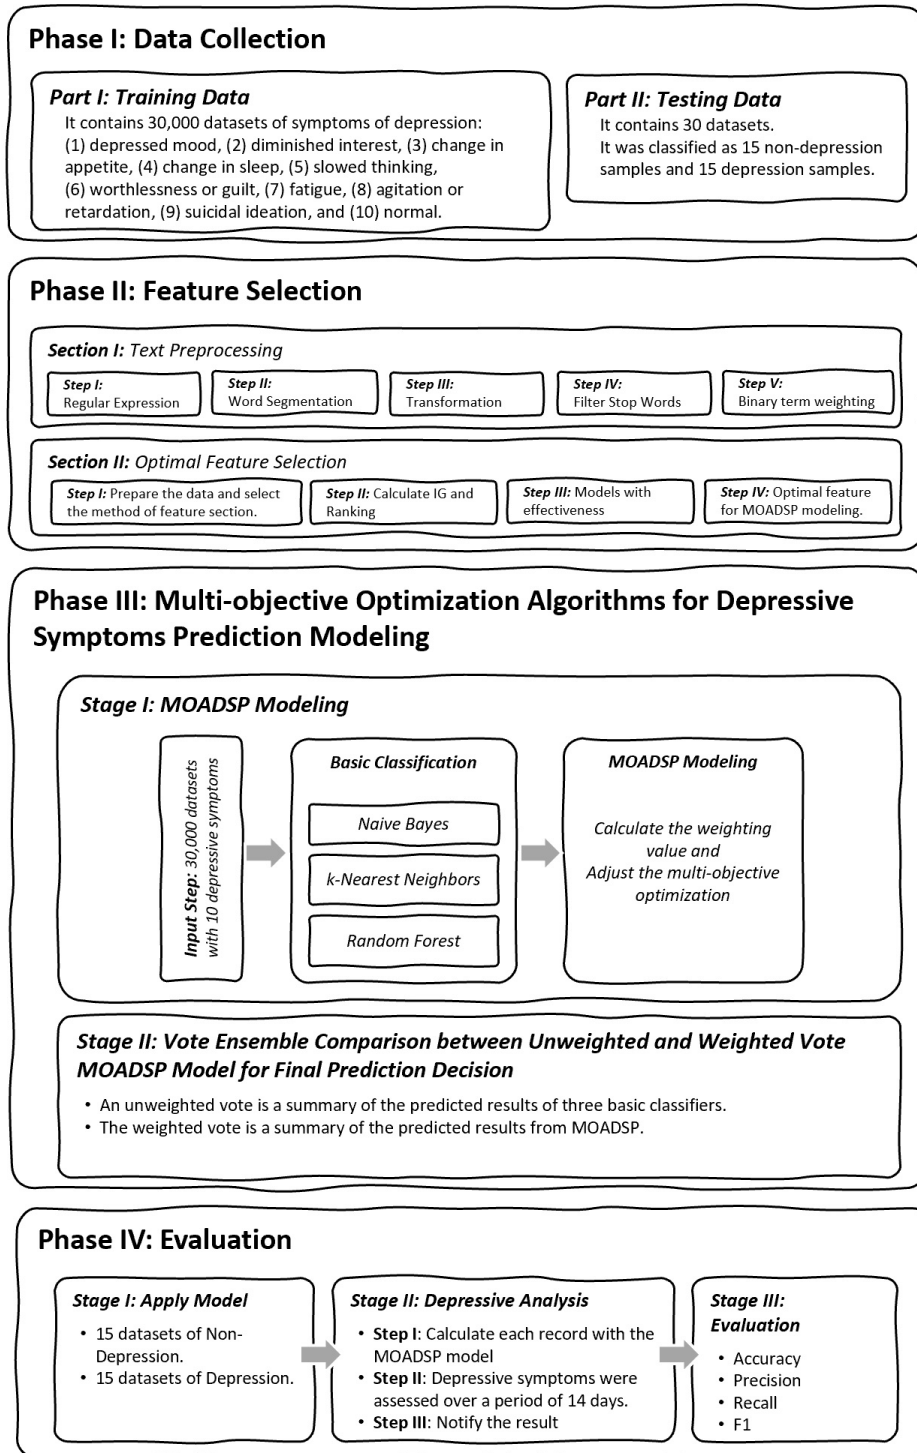 Phase I: Data Collection
Part I: Training Data
It contains 30,000 datasets of symptoms of depression:
(1) depressed mood, (2) diminished interest, (3) change in
appetite, (4) change in sleep, (5) slowed thinking,
(6) worthlessness or guilt, (7) fatigue, (8) agitation or
retardation, (9) suicidal ideation, and (10) normal.
Part II: Testing Data
It contains 30 datasets.
It was classified as 15 non-depression
samples and 15 depression samples.
Phase II: Feature Selection
Section I: Text Preprocessing
Step I:
Regular Expression
Step II:
Word Segmentation
Step III:
Transformation
Step IV:
Filter Stop Words
Step V:
Binary term weighting
Section II: Optimal Feature Selection
Step I: Prepare the data and select
the method of feature section.
Step II: Calculate IG and
Ranking
Step III: Models with
effectiveness
Step IV: Optimal feature
for MOADSP modeling.
Phase III: Multi-objective Optimization Algorithms for Depressive
Symptoms Prediction Modeling
Stage I: MOADSP Modeling
Input Step: 30,000 datasets
with 10 depressive symptoms
Basic Classification
Naive Bayes
k-Nearest Neighbors
Random Forest
MOADSP Modeling
Calculate the weighting
value and
Adjust the multi-objective
optimization
Stage II: Vote Ensemble Comparison between Unweighted and Weighted Vote
MOADSP Model for Final Prediction Decision
• An unweighted vote is a summary of the predicted results of three basic classifiers.
• The weighted vote is a summary of the predicted results from MOADSP.
Phase IV: Evaluation
Stage I: Apply Model
• 15 datasets of Non-
Depression.
• 15 datasets of Depression.
Stage II: Depressive Analysis
• Step I: Calculate each record with the
MOADSP model
• Step II: Depressive symptoms were
assessed over a period of 14 days.
• Step III: Notify the result
Stage III:
Evaluation
• Accuracy
• Precision
• Recall
• F1